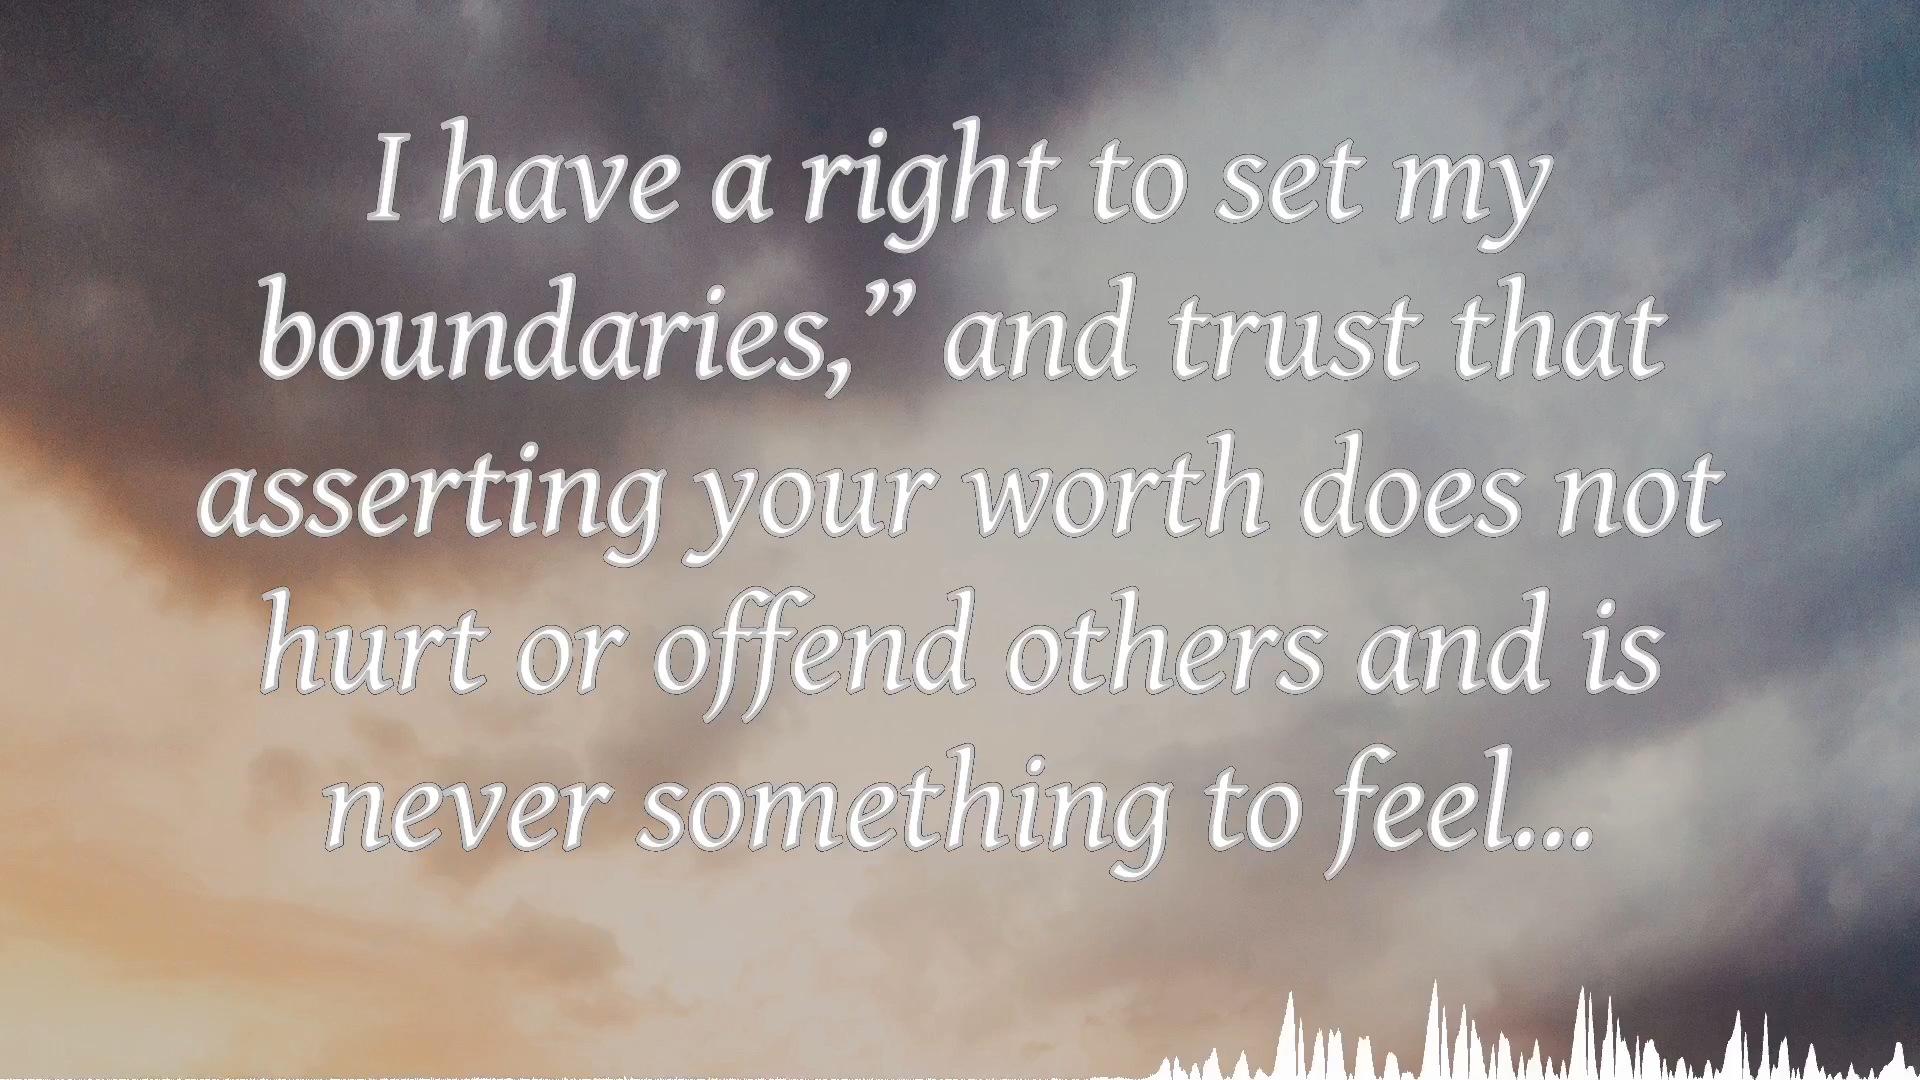 I have a right to set my
boundaries,” and trust that
asserting your worth does not
hurt or offend others and is
never something to feel...